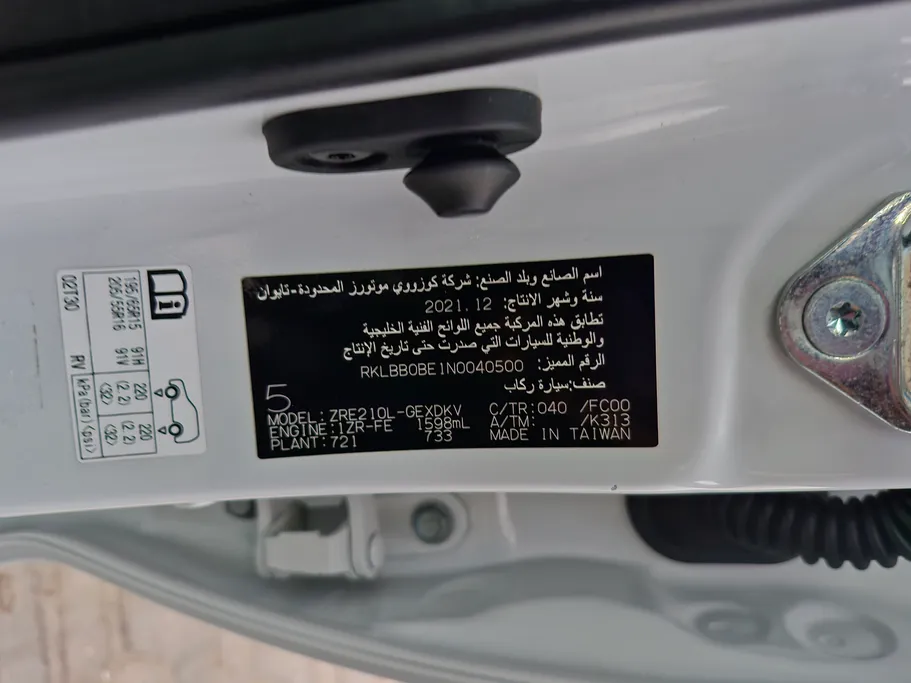 اسم الصانع وبلد الصنع: شركة كوزووي موتورز المحدودة-تايوان
سنة وشهر الإنتاج: 2021.12
تطابق هذه المركبة جميع اللوائح الفنية الخليجية
والوطنية للسيارات التي صدرت حتى تاريخ الإنتاج
الرقم المميز: RKLBB0BE1N0040500
صنف:سيارة ركاب
5
MODEL: ZRE210L-GEXDKV C/TR:040 /FC00
ENGINE:1ZR-FE 1598mL A/TM: /K313
PLANT:721 733 MADE IN TAIWAN
i
195/65R15 91H 220 (2.2) (32) 220 (2.2) (32)
205/55R16 91V
02T30 RV kPa(bar)(psi)